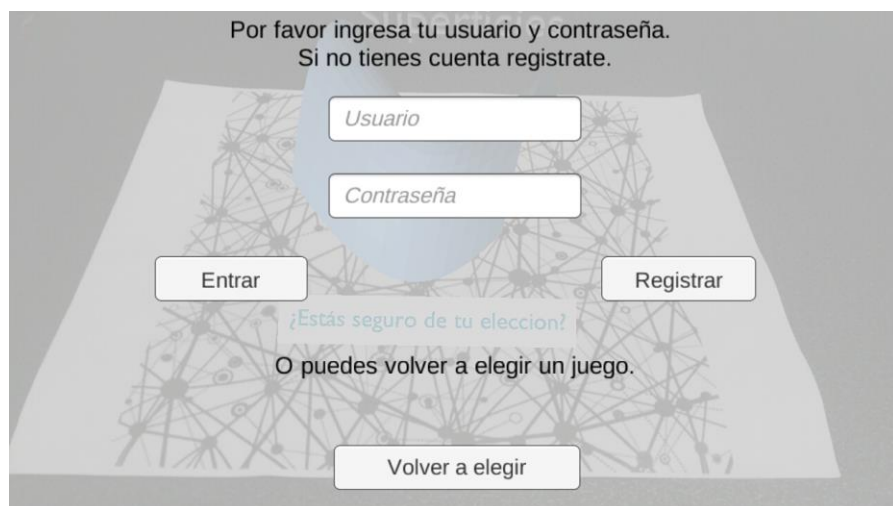 Superficies
Por favor ingresa tu usuario y contraseña.
Si no tienes cuenta registrate.
Usuario
Contraseña
Entrar
Registrar
¿Estás seguro de tu eleccion?
O puedes volver a elegir un juego.
Volver a elegir